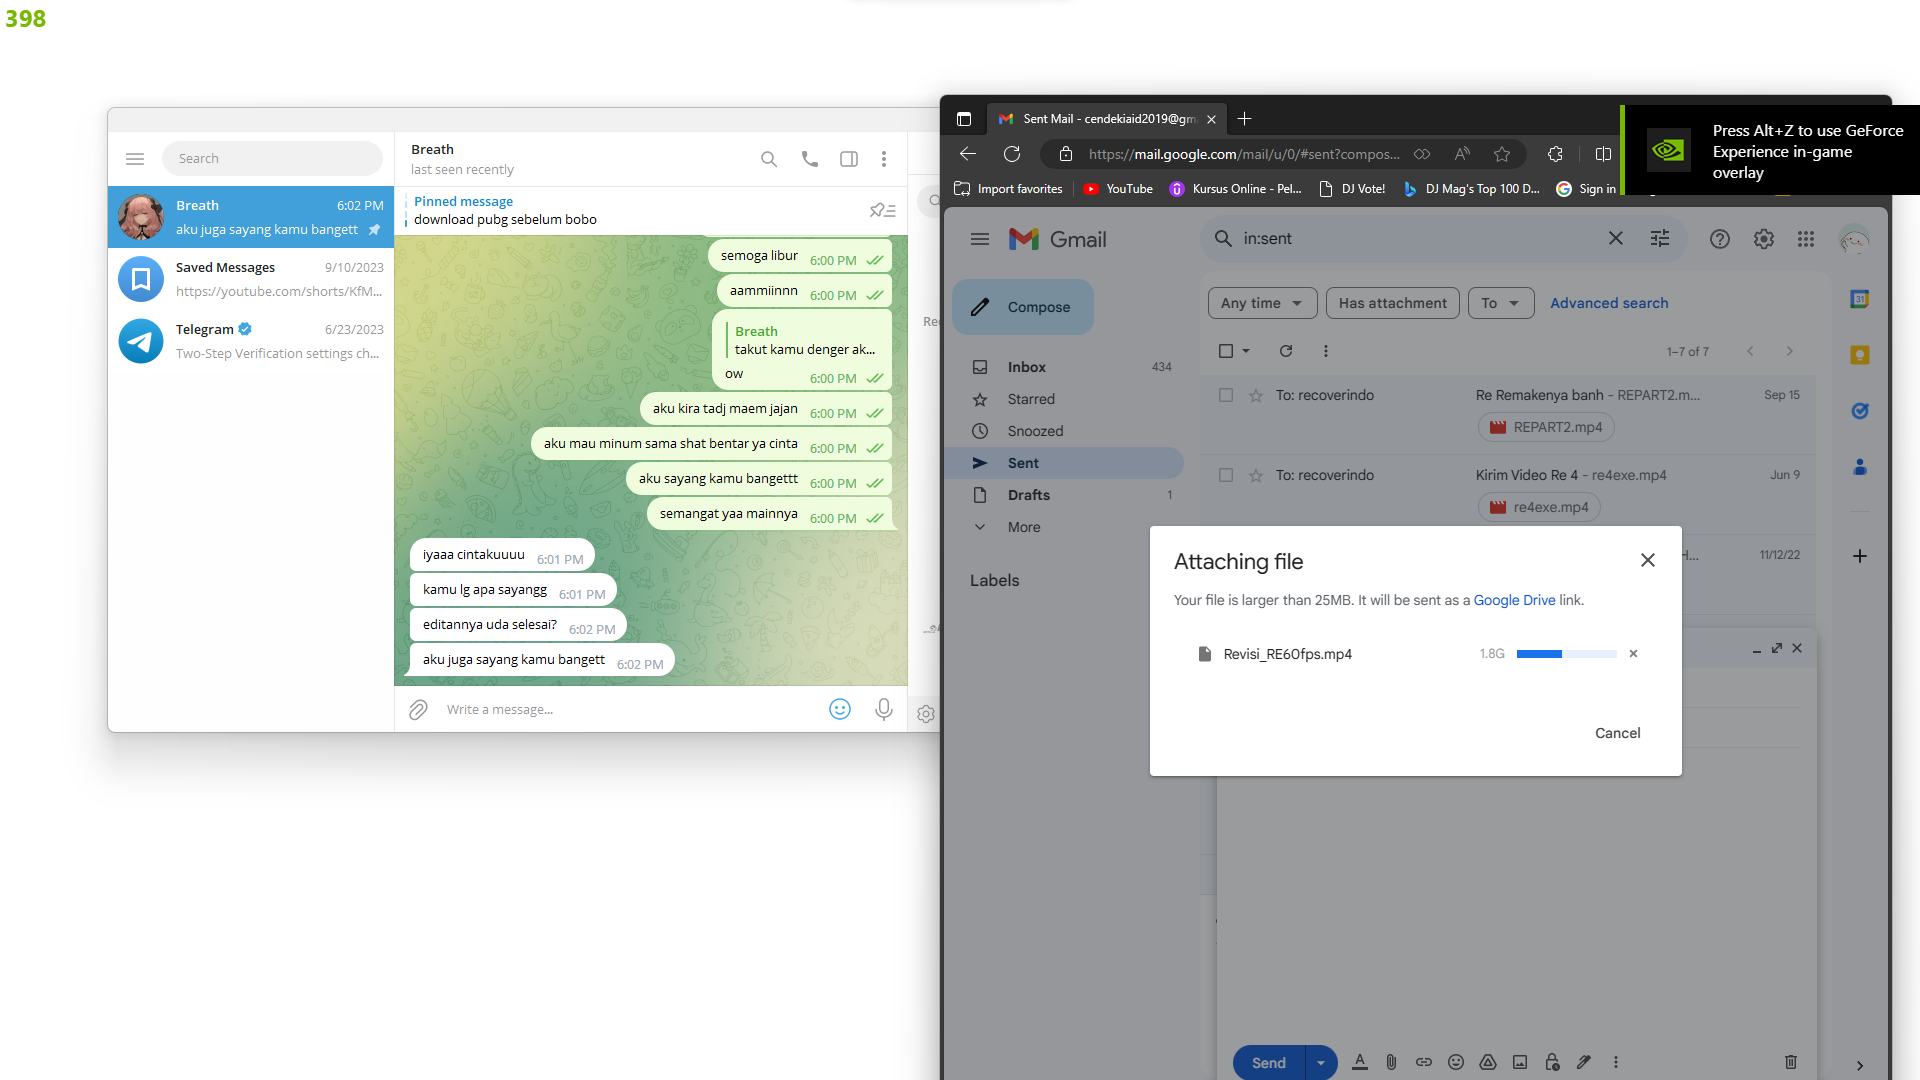 398
Search
Breath
6:02 PM
aku juga sayang kamu bangett
Saved Messages
9/10/2023
https://youtube.com/shorts/KfM...
Telegram
6/23/2023
Two-Step Verification settings ch...
Breath
last seen recently
Pinned message
download pubg sebelum bobo
semoga libur 6:00 PM
aammiinnn 6:00 PM
Breath
takut kamu denger ak...
ow 6:00 PM
aku kira tadj maem jajan 6:00 PM
aku mau minum sama shat bentar ya cinta 6:00 PM
aku sayang kamu bangettt 6:00 PM
semangat yaa mainnya 6:00 PM
iyaaa cintakuuuu 6:01 PM
kamu lg apa sayangg 6:01 PM
editannya uda selesai? 6:02 PM
aku juga sayang kamu bangett 6:02 PM
Write a message...
Sent Mail - cendekiaid2019@gm
https://mail.google.com/mail/u/0/#sent?compos...
Import favorites
YouTube
Kursus Online - Pel...
DJ Vote!
DJ Mag's Top 100 D...
Sign in
Press Alt+Z to use GeForce
Experience in-game
overlay
Gmail
in:sent
Compose
Any time
Has attachment
To
Advanced search
1–7 of 7
Inbox 434
Starred
Snoozed
Sent
Drafts 1
More
Labels
To: recoverindo
Re Remakenya banh - REPART2.m...
Sep 15
REPART2.mp4
To: recoverindo
Kirim Video Re 4 - re4exe.mp4
Jun 9
re4exe.mp4
11/12/22
31
Attaching file
Your file is larger than 25MB. It will be sent as a Google Drive link.
Revisi_RE60fps.mp4
1.8G
Cancel
Send